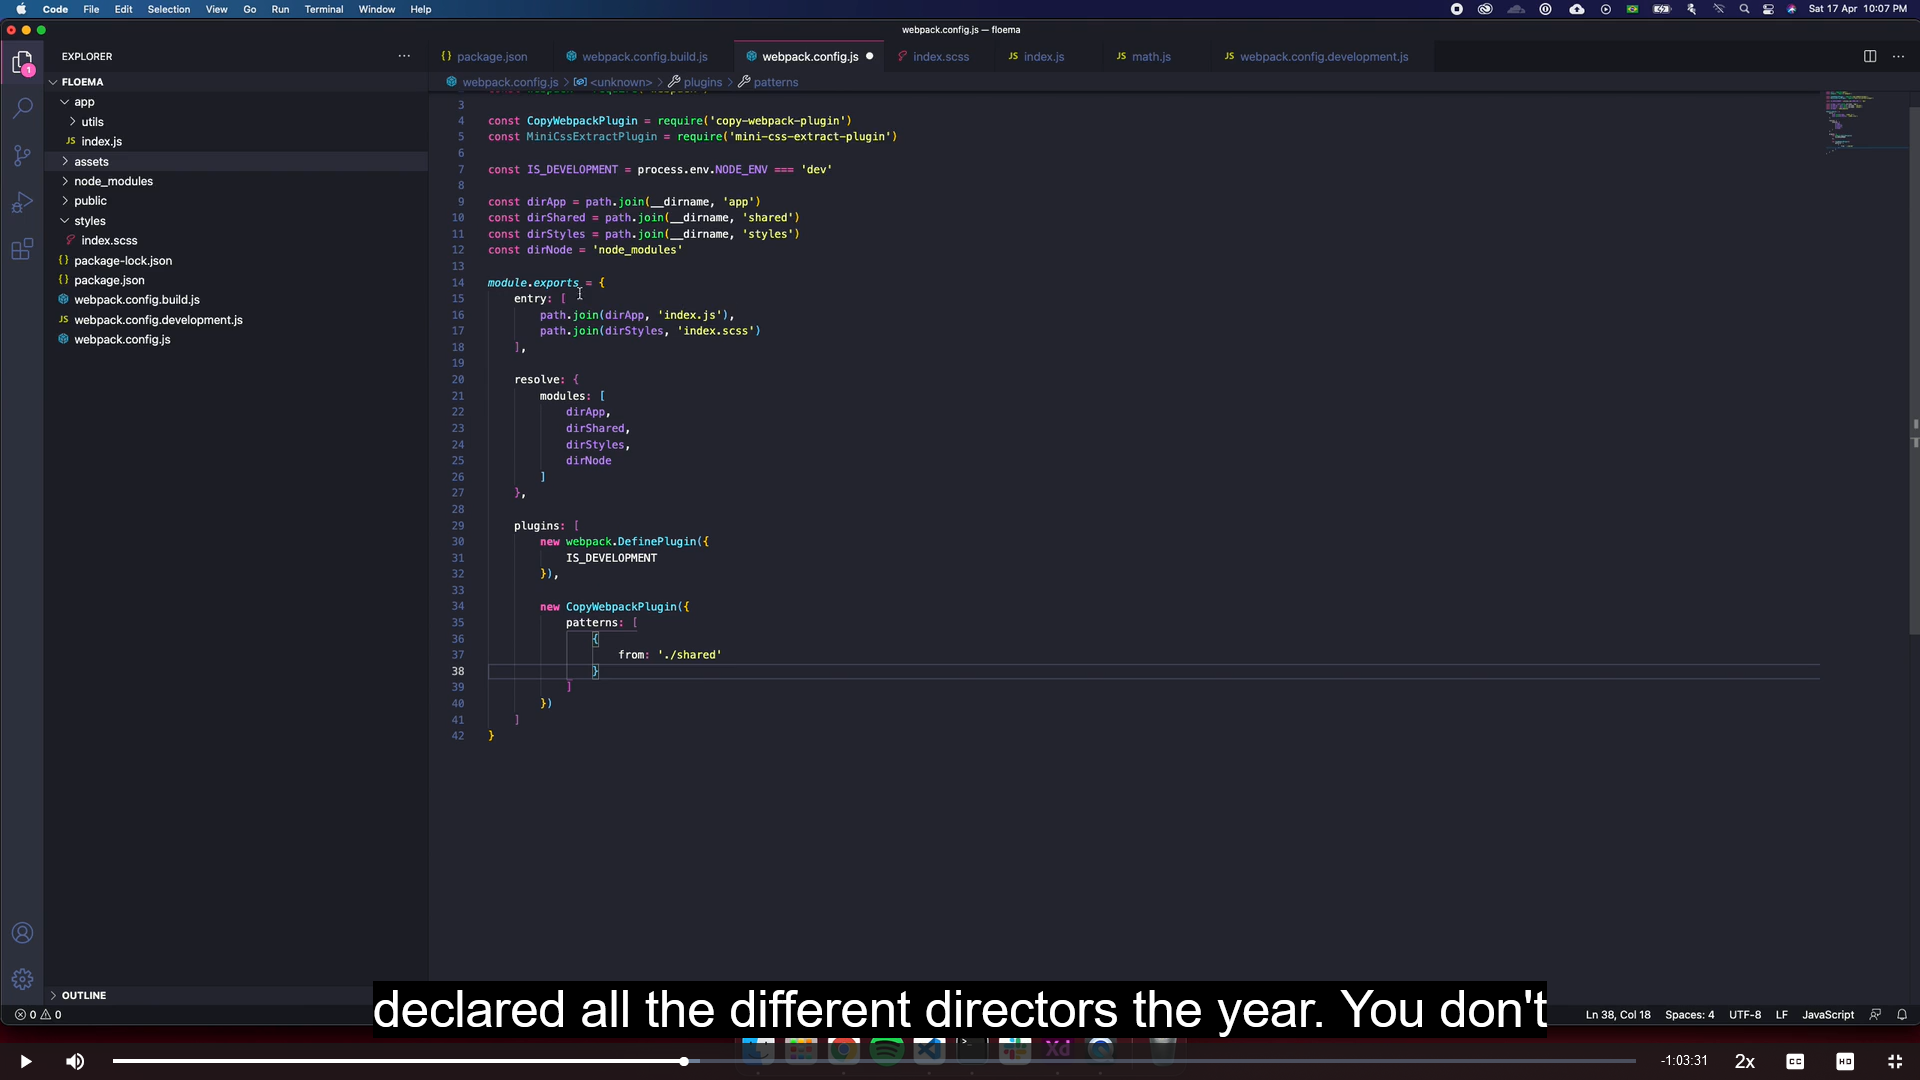 Code File Edit Selection View Go Run Terminal Window Help
Sat 17 Apr 10:07 PM
webpack.config.js — floema
EXPLORER
package.json
webpack.config.build.js
webpack.config.js
index.scss
JS index.js
JS math.js
JS webpack.config.development.js
webpack.config.js > <unknown> > plugins > patterns
FLOEMA
app
utils
JS index.js
assets
node_modules
public
styles
index.scss
{} package-lock.json
{} package.json
webpack.config.build.js
JS webpack.config.development.js
webpack.config.js
3
4 const CopyWebpackPlugin = require('copy-webpack-plugin')
5 const MiniCssExtractPlugin = require('mini-css-extract-plugin')
6
7 const IS_DEVELOPMENT = process.env.NODE_ENV === 'dev'
8
9 const dirApp = path.join(__dirname, 'app')
10 const dirShared = path.join(__dirname, 'shared')
11 const dirStyles = path.join(__dirname, 'styles')
12 const dirNode = 'node_modules'
13
14 module.exports = {
15 entry: [
16 path.join(dirApp, 'index.js'),
17 path.join(dirStyles, 'index.scss')
18 ],
19
20 resolve: {
21 modules: [
22 dirApp,
23 dirShared,
24 dirStyles,
25 dirNode
26 ]
27 },
28
29 plugins: [
30 new webpack.DefinePlugin({
31 IS_DEVELOPMENT
32 }),
33
34 new CopyWebpackPlugin({
35 patterns: [
36 {
37 from: './shared'
38 }
39 ]
40 })
41 ]
42 }
OUTLINE
0 0
declared all the different directors the year. You don't
Ln 38, Col 18 Spaces: 4 UTF-8 LF JavaScript
-1:03:31 2x CC HD